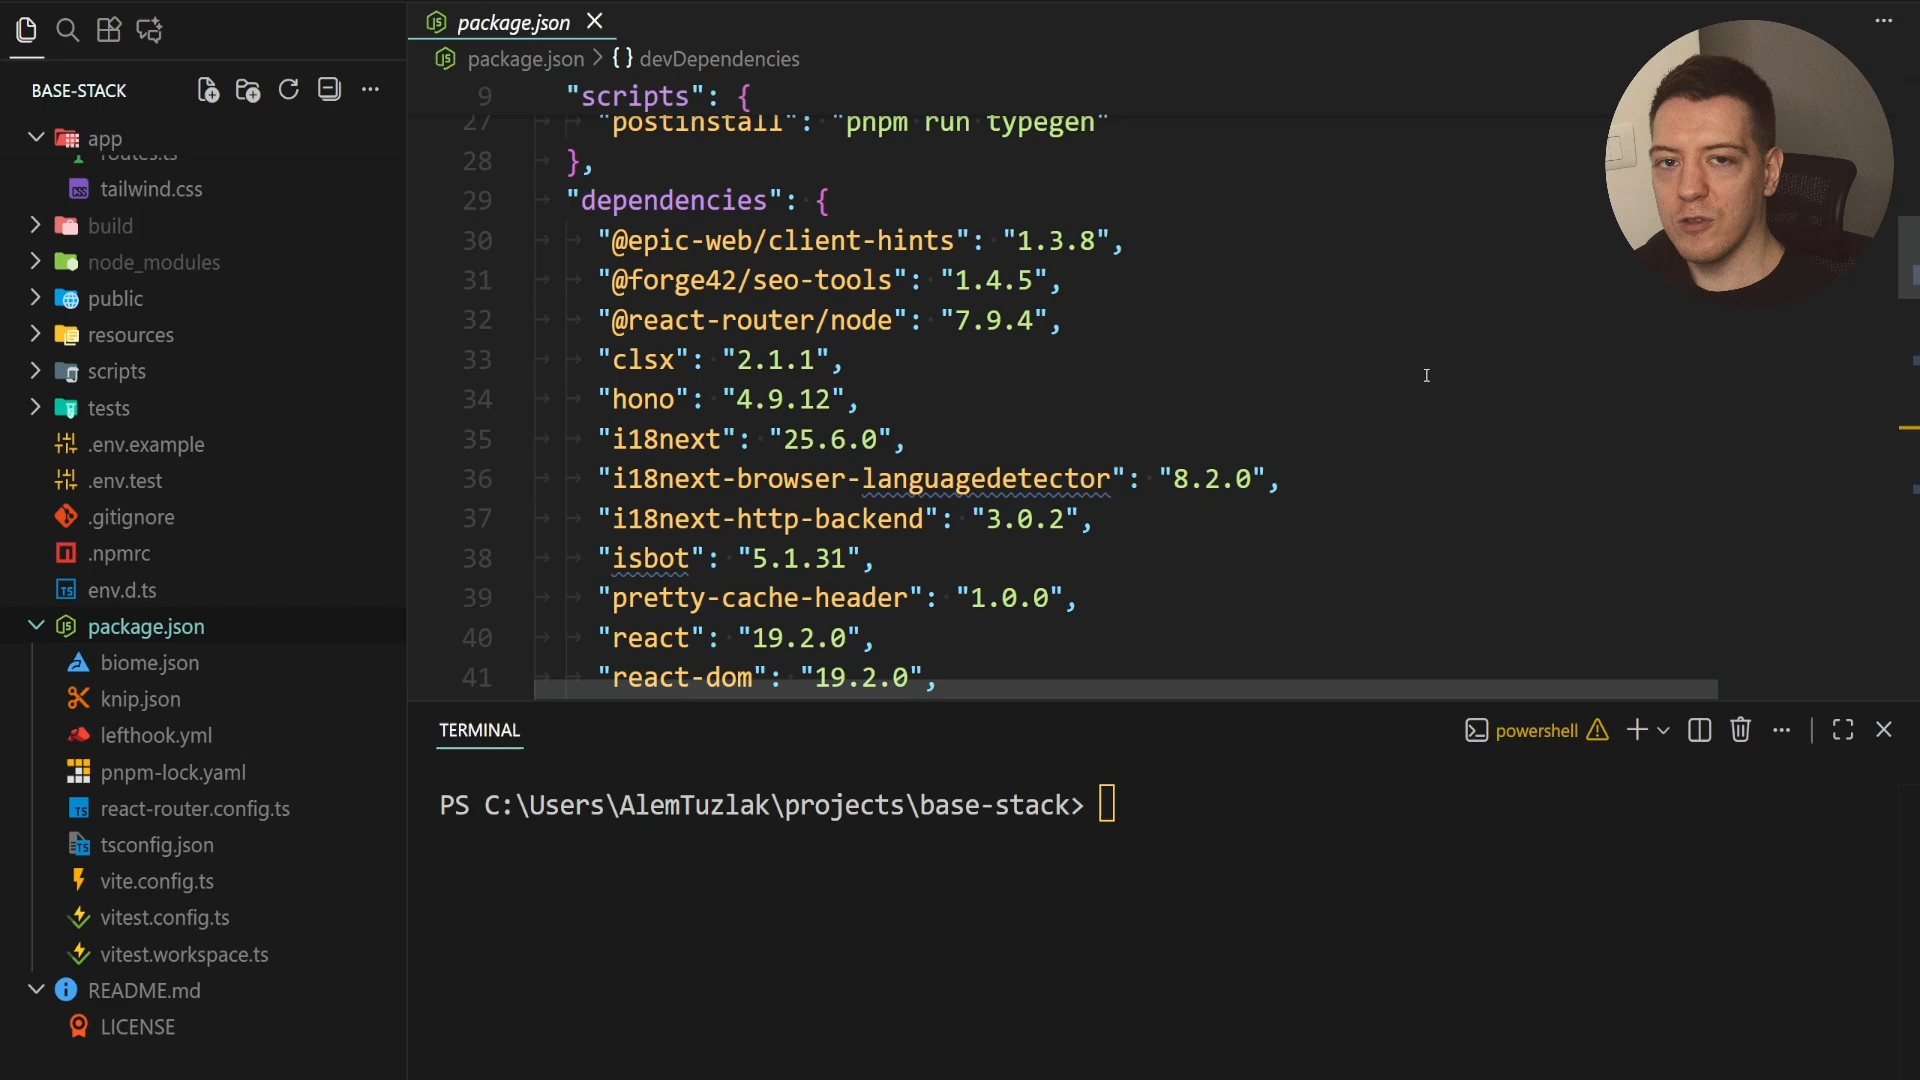 package.json
package.json > {} devDependencies
BASE-STACK
app
routes.ts
tailwind.css
build
node_modules
public
resources
scripts
tests
.env.example
.env.test
.gitignore
.npmrc
env.d.ts
package.json
biome.json
knip.json
lefthook.yml
pnpm-lock.yaml
react-router.config.ts
tsconfig.json
vite.config.ts
vitest.config.ts
vitest.workspace.ts
README.md
LICENSE
9 "scripts": {
27 "postinstall": "pnpm run typegen"
28 },
29 "dependencies": {
30 "@epic-web/client-hints": "1.3.8",
31 "@forge42/seo-tools": "1.4.5",
32 "@react-router/node": "7.9.4",
33 "clsx": "2.1.1",
34 "hono": "4.9.12",
35 "i18next": "25.6.0",
36 "i18next-browser-languagedetector": "8.2.0",
37 "i18next-http-backend": "3.0.2",
38 "isbot": "5.1.31",
39 "pretty-cache-header": "1.0.0",
40 "react": "19.2.0",
41 "react-dom": "19.2.0",
TERMINAL
powershell
PS C:\Users\AlemTuzlak\projects\base-stack>